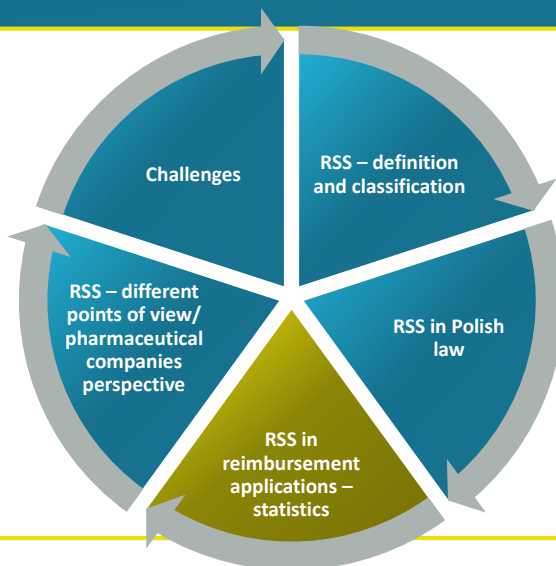 RSS – definition
and classification
RSS in Polish
law
RSS in
reimbursement
applications –
statistics
RSS – different
points of view/
pharmaceutical
companies
perspective
Challenges